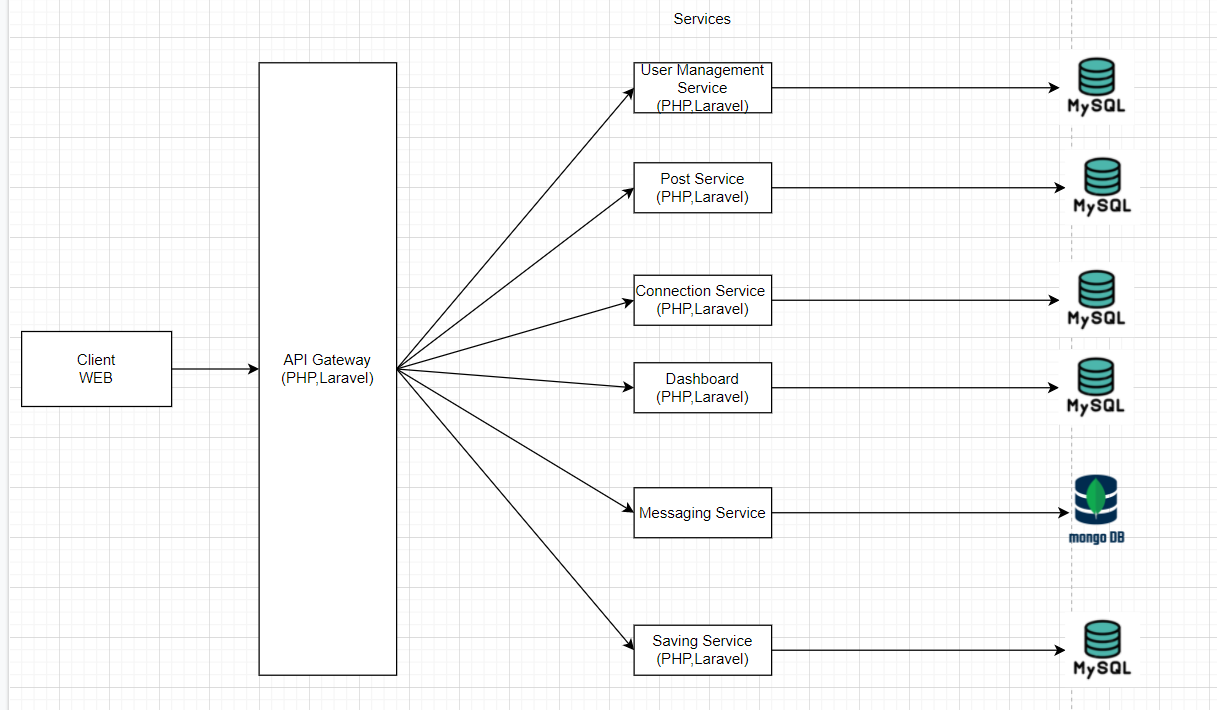 Services
Client
WEB
API Gateway
(PHP,Laravel)
User Management
Service
(PHP,Laravel)
MySQL
Post Service
(PHP,Laravel)
MySQL
Connection Service
(PHP,Laravel)
MySQL
Dashboard
(PHP,Laravel)
MySQL
Messaging Service
mongo DB
Saving Service
(PHP,Laravel)
MySQL